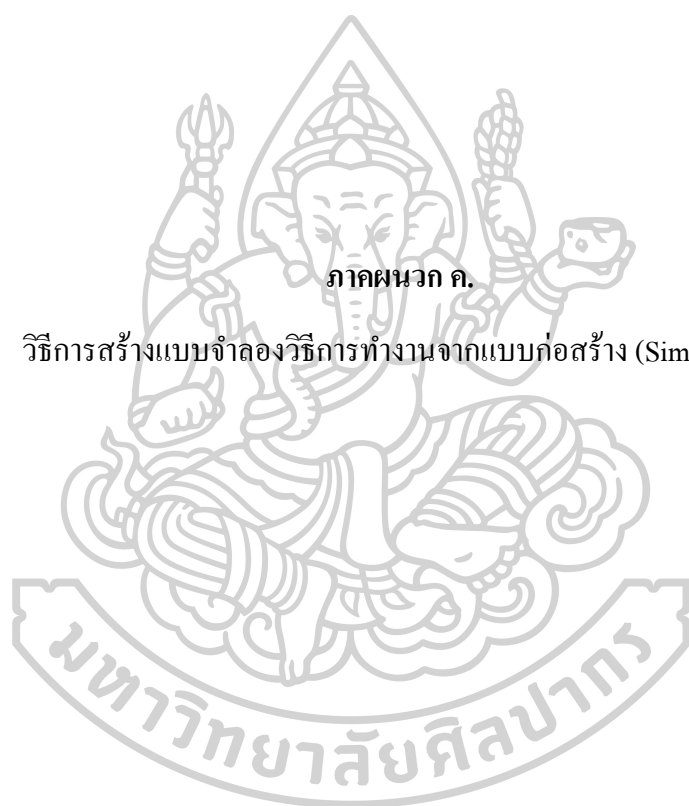 ภาคผนวก ค.
วิธีการสร้างแบบจำลองวิธีการทำงานจากแบบก่อสร้าง (Sim
มหาวิทยาลัยศิลปากร